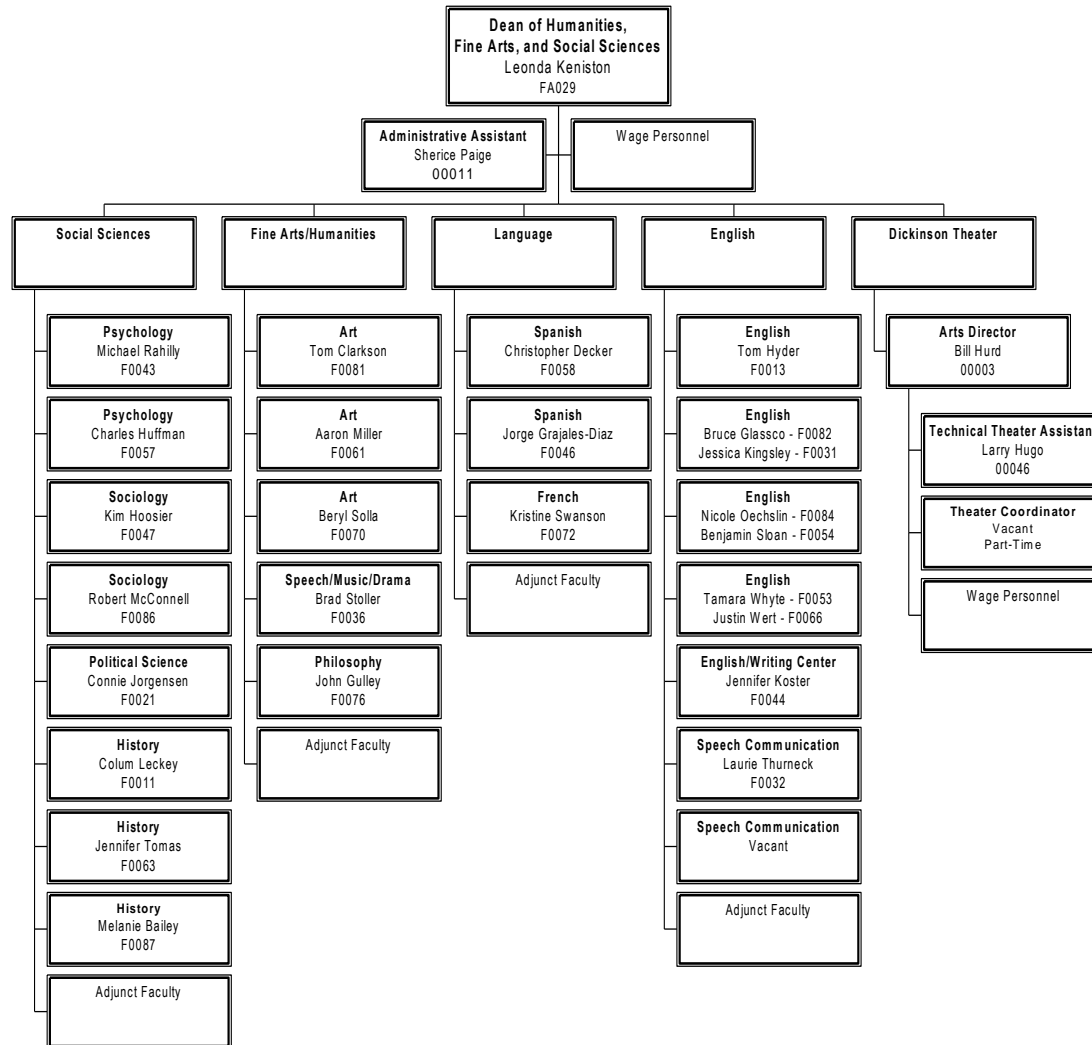 Dean of Humanities,
Fine Arts, and Social Sciences
Leonda Keniston
FA029
Administrative Assistant
Sherice Paige
00011
Wage Personnel
Social Sciences
Psychology
Michael Rahilly
F0043
Psychology
Charles Huffman
F0057
Sociology
Kim Hoosier
F0047
Sociology
Robert McConnell
F0086
Political Science
Connie Jorgensen
F0021
History
Colum Leckey
F0011
History
Jennifer Tomas
F0063
History
Melanie Bailey
F0087
Adjunct Faculty
Fine Arts/Humanities
Art
Tom Clarkson
F0081
Art
Aaron Miller
F0061
Art
Beryl Solla
F0070
Speech/Music/Drama
Brad Stoller
F0036
Philosophy
John Gulley
F0076
Adjunct Faculty
Language
Spanish
Christopher Decker
F0058
Spanish
Jorge Grajales-Diaz
F0046
French
Kristine Swanson
F0072
Adjunct Faculty
English
English
Tom Hyder
F0013
English
Bruce Glassco - F0082
Jessica Kingsley - F0031
English
Nicole Oechslin - F0084
Benjamin Sloan - F0054
English
Tamara Whyte - F0053
Justin Wert - F0066
English/Writing Center
Jennifer Koster
F0044
Speech Communication
Laurie Thurneck
F0032
Speech Communication
Vacant
Adjunct Faculty
Dickinson Theater
Arts Director
Bill Hurd
00003
Technical Theater Assistan
Larry Hugo
00046
Theater Coordinator
Vacant
Part-Time
Wage Personnel